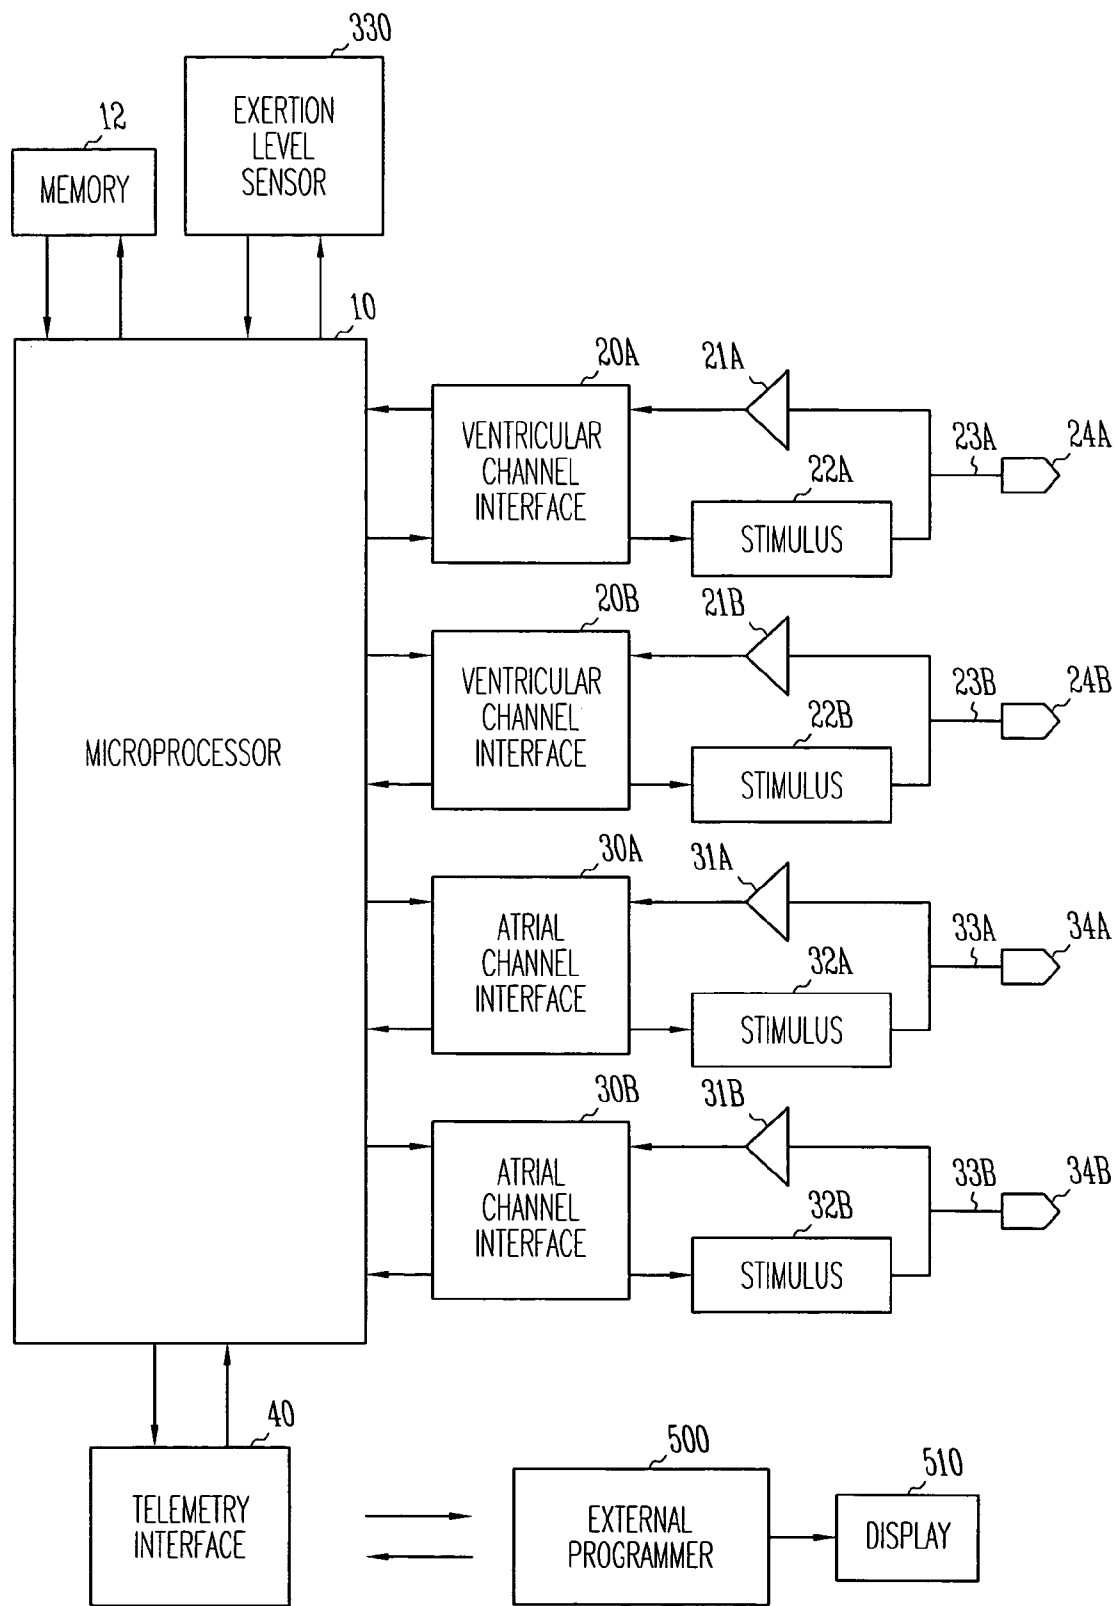 330
EXERTION
LEVEL
SENSOR
12
MEMORY
10
MICROPROCESSOR
20A
VENTRICULAR
CHANNEL
INTERFACE
21A
22A
STIMULUS
23A
24A
20B
VENTRICULAR
CHANNEL
INTERFACE
21B
22B
STIMULUS
23B
24B
30A
ATRIAL
CHANNEL
INTERFACE
31A
32A
STIMULUS
33A
34A
30B
ATRIAL
CHANNEL
INTERFACE
31B
32B
STIMULUS
33B
34B
40
TELEMETRY
INTERFACE
500
EXTERNAL
PROGRAMMER
510
DISPLAY